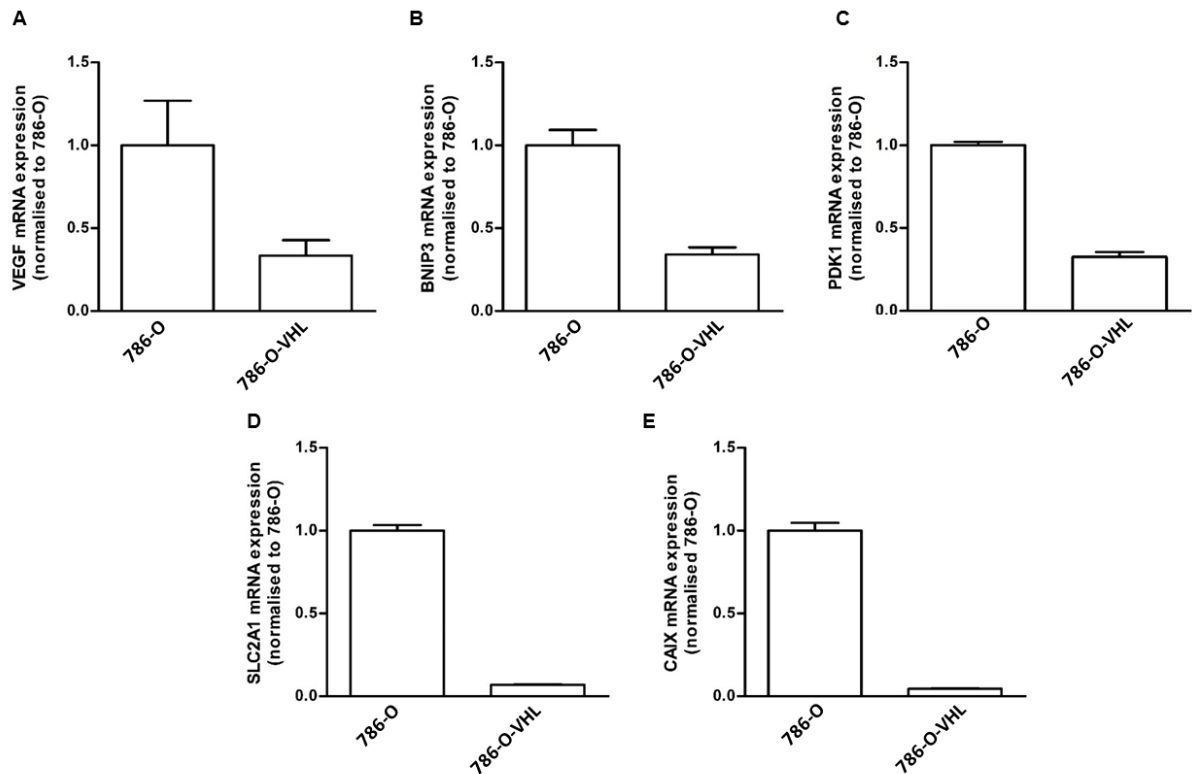 A
VEGF mRNA expression
(normalised to 786-O)
1.5
1.0
0.5
0.0
786-O
786-O-VHL
B
BNIP3 mRNA expression
(normalised to 786-O)
1.5
1.0
0.5
0.0
786-O
786-O-VHL
C
PDK1 mRNA expression
(normalised to 786-O)
1.5
1.0
0.5
0.0
786-O
786-O-VHL
D
SLC2A1 mRNA expression
(normalised to 786-O)
1.5
1.0
0.5
0.0
786-O
786-O-VHL
E
CAIX mRNA expression
(normalised 786-O)
1.5
1.0
0.5
0.0
786-O
786-O-VHL